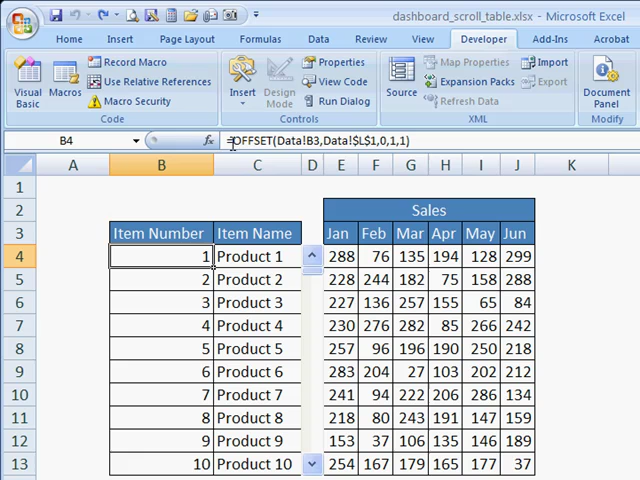 dashboard_scroll_table.xlsx - Microsoft Excel
Home Insert Page Layout Formulas Data Review View Developer Add-Ins Acrobat
Visual Basic
Macros
Record Macro
Use Relative References
Macro Security
Code
Insert
Design Mode
Properties
View Code
Run Dialog
Controls
Source
Map Properties
Expansion Packs
Refresh Data
Import
Export
XML
Document Panel
Modify
B4 fx =OFFSET(Data!B3,Data!$L$1,0,1,1)
A B C D E F G H I J K
1
2 Sales
3 Item Number Item Name Jan Feb Mar Apr May Jun
4 1 Product 1 288 76 135 194 128 299
5 2 Product 2 228 244 182 75 158 288
6 3 Product 3 227 136 257 155 65 84
7 4 Product 4 230 276 282 85 266 242
8 5 Product 5 257 96 196 190 250 218
9 6 Product 6 283 204 27 103 202 212
10 7 Product 7 241 94 222 206 286 134
11 8 Product 8 218 80 243 191 147 159
12 9 Product 9 153 37 106 135 146 189
13 10 Product 10 254 167 179 165 177 37